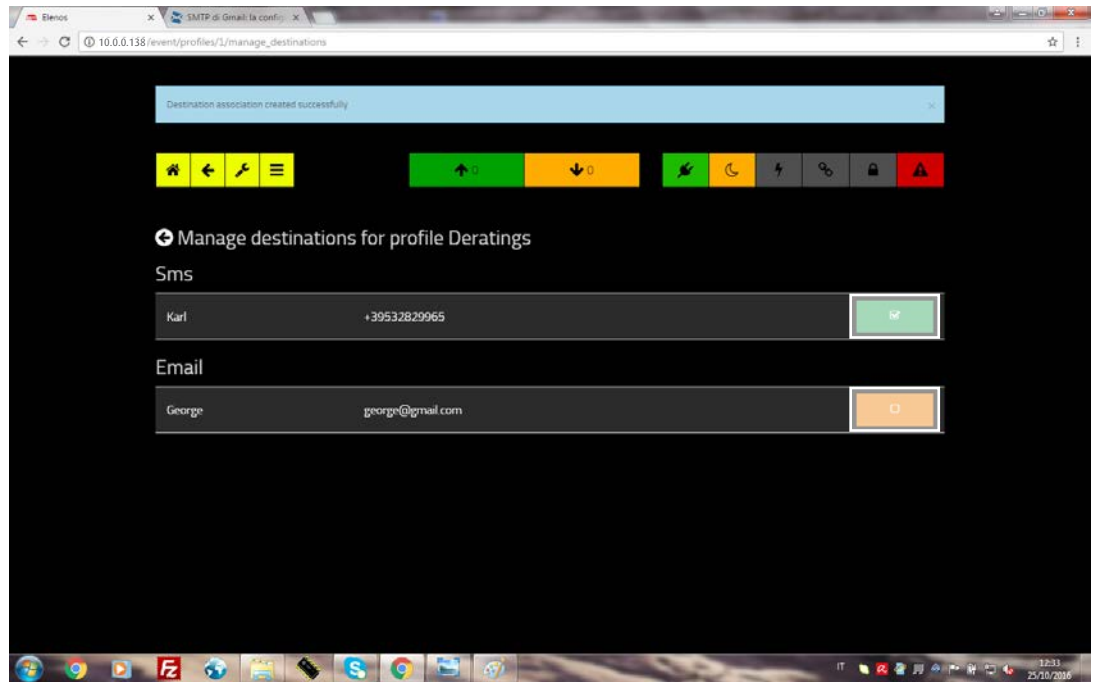 Elenos
SMTP di Gmail: la config
10.0.0.138/event/profiles/1/manage_destinations
Destination association created successfully
0
0
Manage destinations for profile Deratings
Sms
Karl +39532829965
Email
George george@gmail.com
IT
12:33
25/10/2016